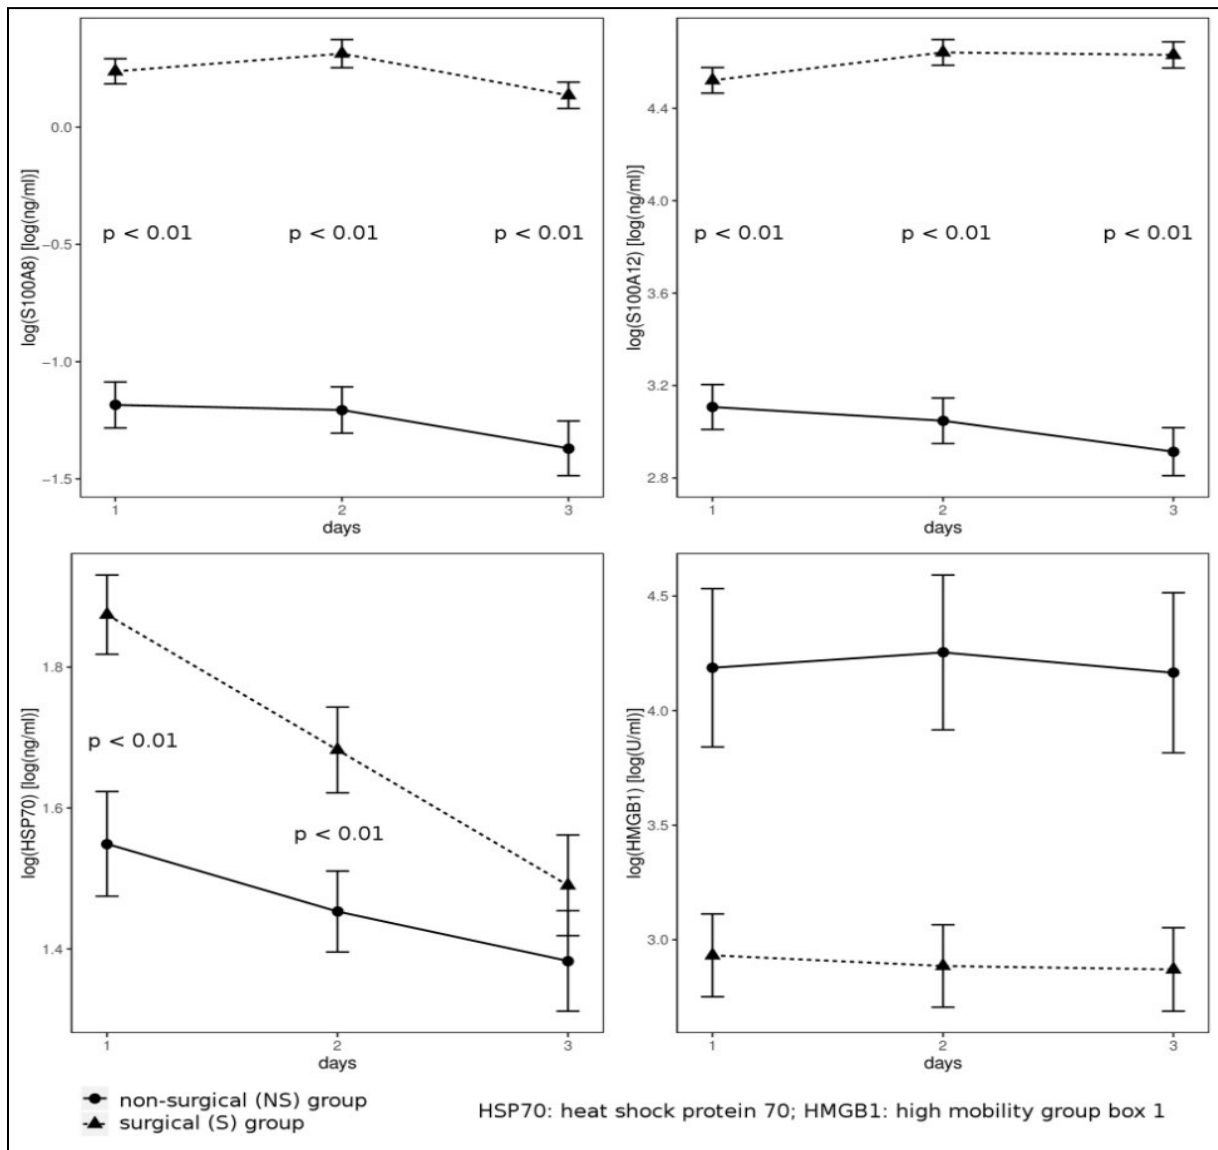 log(S100A8) [log(ng/ml)]
0.0
−0.5
−1.0
−1.5
p < 0.01 p < 0.01 p < 0.01
1 2 3
days
log(S100A12) [log(ng/ml)]
4.4
4.0
3.6
3.2
2.8
p < 0.01 p < 0.01 p < 0.01
1 2 3
days
log(HSP70) [log(ng/ml)]
1.8
1.6
1.4
p < 0.01
p < 0.01
1 2 3
days
log(HMGB1) [log(U/ml)]
4.5
4.0
3.5
3.0
1 2 3
days
non-surgical (NS) group
surgical (S) group
HSP70: heat shock protein 70; HMGB1: high mobility group box 1